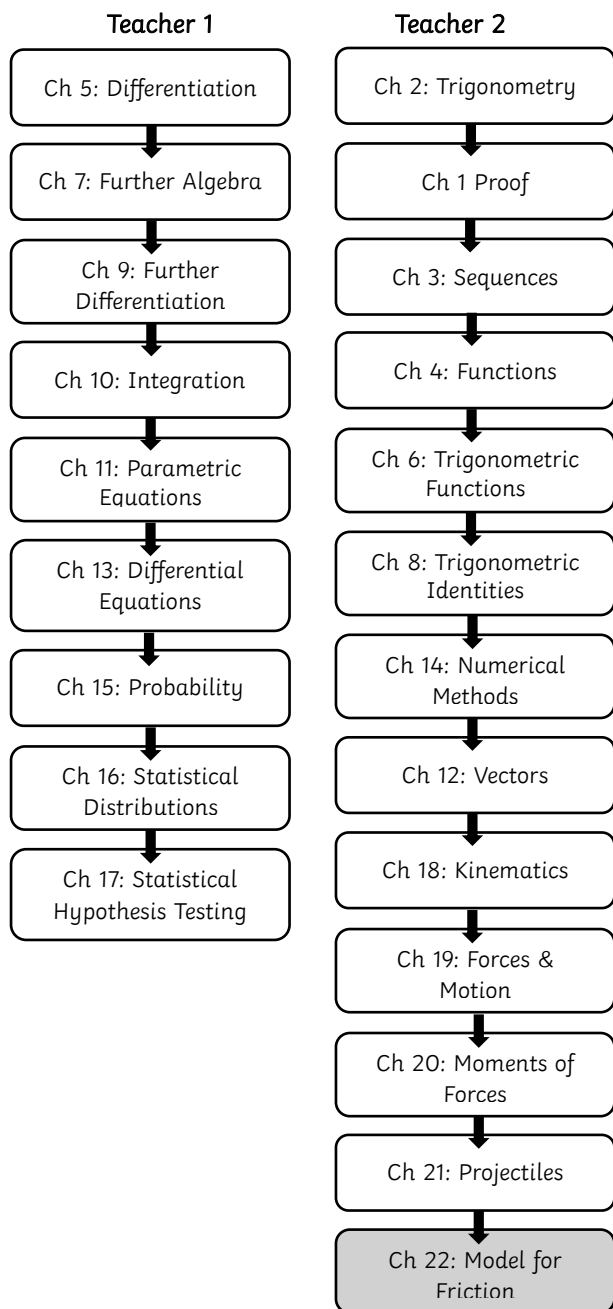 Teacher 1
Ch 5: Differentiation
Ch 7: Further Algebra
Ch 9: Further
Differentiation
Ch 10: Integration
Ch 11: Parametric
Equations
Ch 13: Differential
Equations
Ch 15: Probability
Ch 16: Statistical
Distributions
Ch 17: Statistical
Hypothesis Testing
Teacher 2
Ch 2: Trigonometry
Ch 1 Proof
Ch 3: Sequences
Ch 4: Functions
Ch 6: Trigonometric
Functions
Ch 8: Trigonometric
Identities
Ch 14: Numerical
Methods
Ch 12: Vectors
Ch 18: Kinematics
Ch 19: Forces &
Motion
Ch 20: Moments of
Forces
Ch 21: Projectiles
Ch 22: Model for
Friction